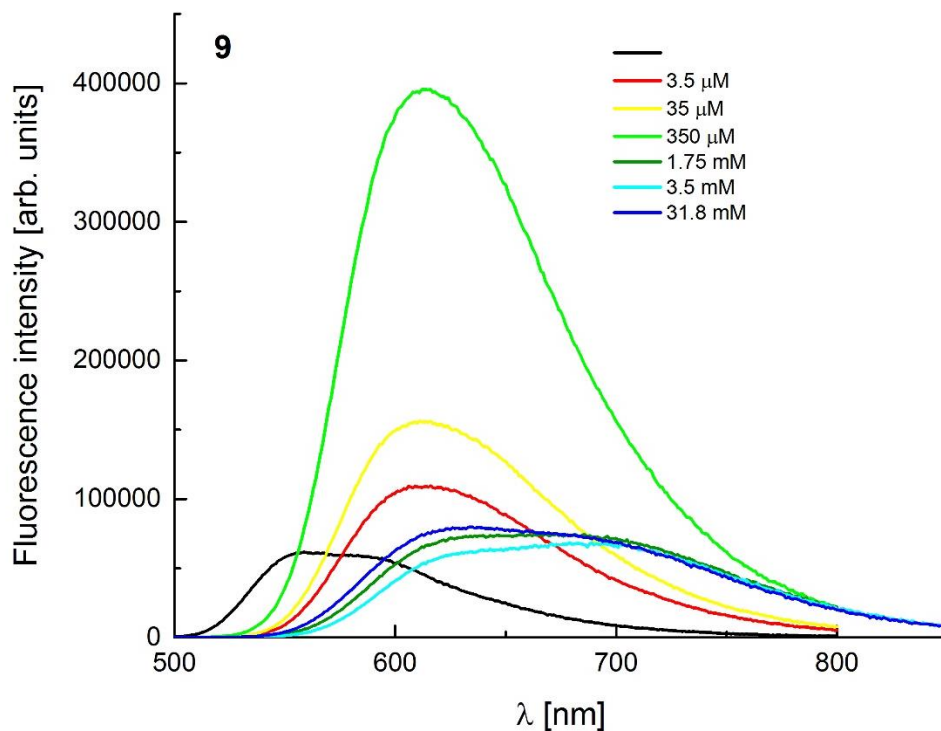 9
3.5 μM
35 μM
350 μM
1.75 mM
3.5 mM
31.8 mM
Fluorescence intensity [arb. units]
400000
300000
200000
100000
0
500
600
700
800
λ [nm]